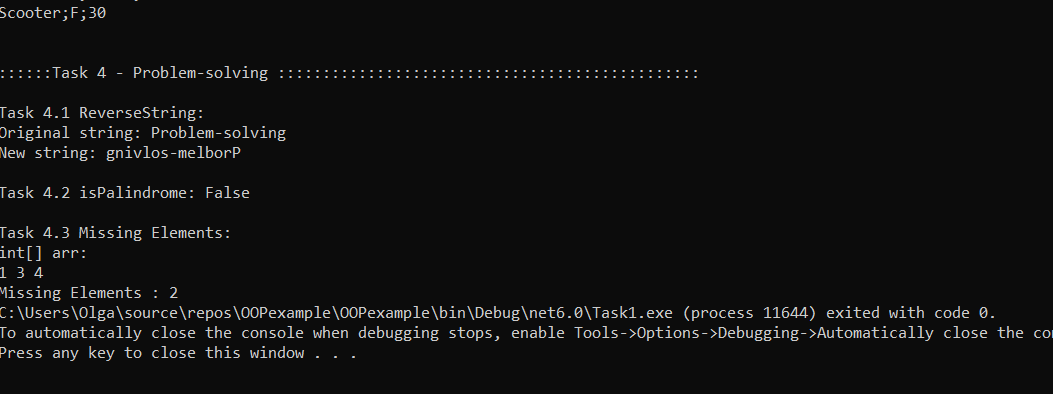 Scooter;F;30
::::::Task 4 - Problem-solving :::::::::::::::::::::::::::::::::::::::::::::::
Task 4.1 ReverseString:
Original string: Problem-solving
New string: gnivlos-melborP
Task 4.2 isPalindrome: False
Task 4.3 Missing Elements:
int[] arr:
1 3 4
Missing Elements : 2
C:\Users\Olga\source\repos\OOPexample\OOPexample\bin\Debug\net6.0\Task1.exe (process 11644) exited with code 0.
To automatically close the console when debugging stops, enable Tools->Options->Debugging->Automatically close the co
Press any key to close this window . . .